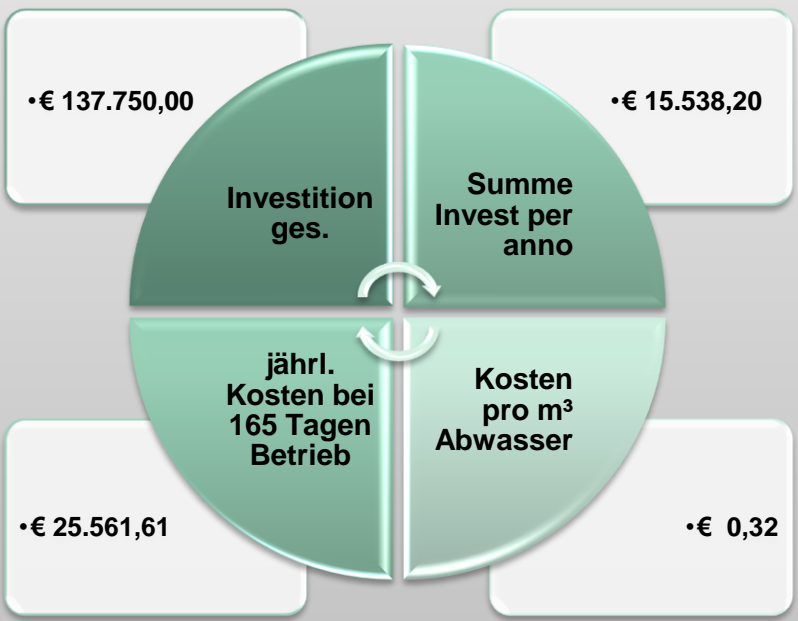 •€ 137.750,00
•€ 15.538,20
Investition
ges.
Summe
Invest per
anno
jährl.
Kosten bei
165 Tagen
Betrieb
Kosten
pro m³
Abwasser
•€ 25.561,61
•€  0,32